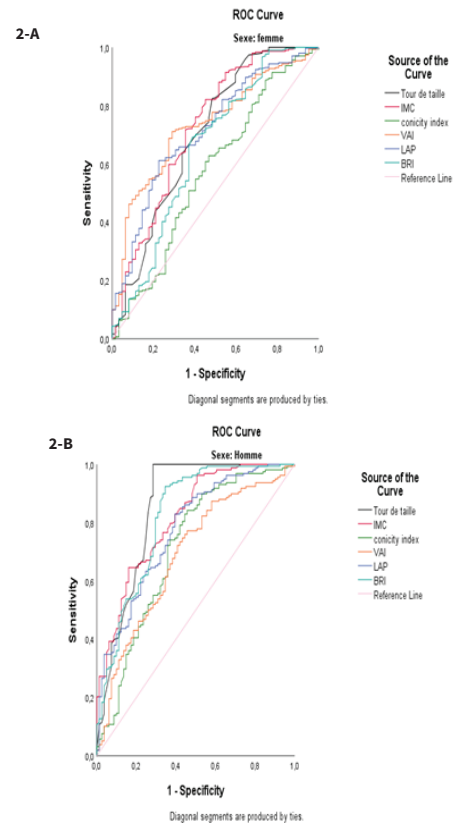 2-A
ROC Curve
Sexe: femme
Source of the
Curve
Tour de taille
IMC
conicity index
VAI
LAP
BRI
Reference Line
Sensitivity
1,0
0,8
0,6
0,4
0,2
0,0
0,0 0,2 0,4 0,6 0,8 1,0
1 - Specificity
Diagonal segments are produced by ties.
2-B
ROC Curve
Sexe: Homme
Source of the
Curve
Tour de taille
IMC
conicity index
VAI
LAP
BRI
Reference Line
Sensitivity
1,0
0,8
0,6
0,4
0,2
0,0
0,0 0,2 0,4 0,6 0,8 1,0
1 - Specificity
Diagonal segments are produced by ties.